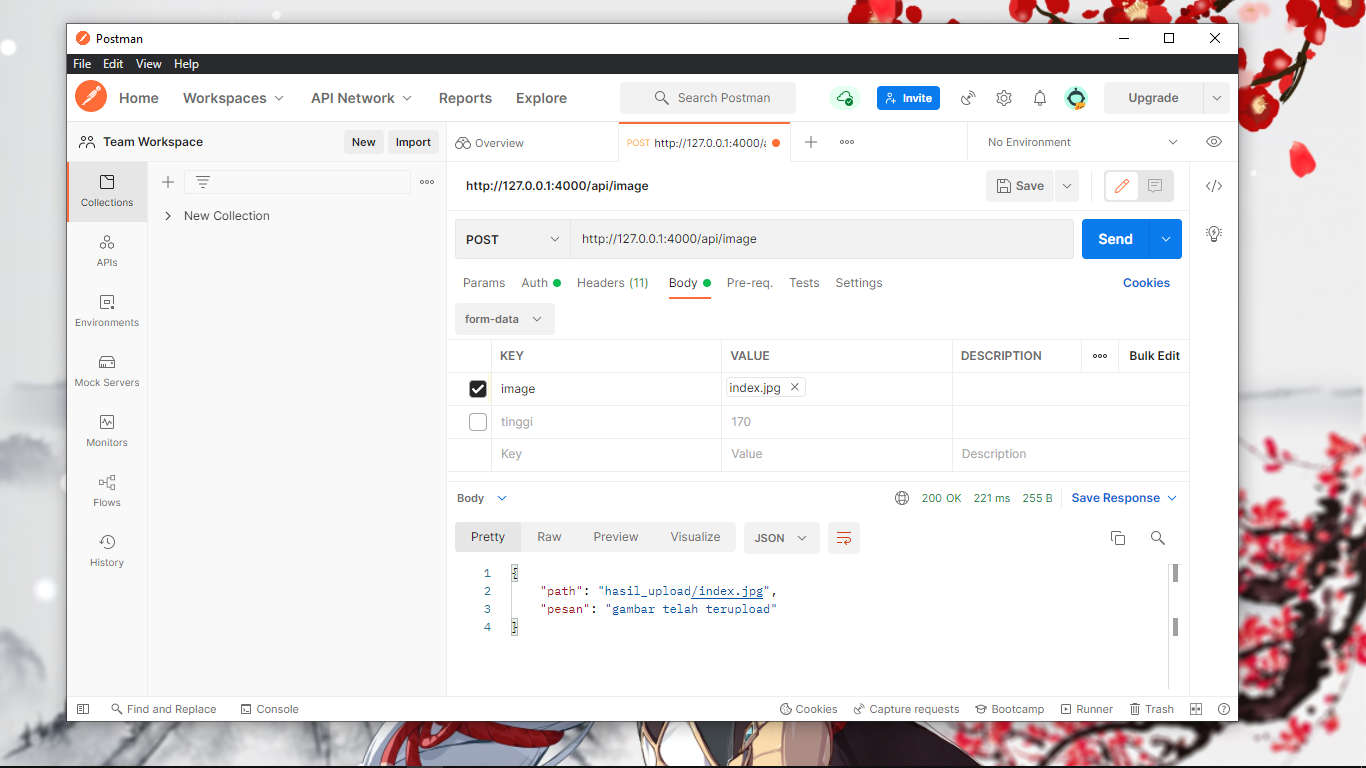 Postman
File Edit View Help
Home Workspaces API Network Reports Explore Search Postman Invite Upgrade
Team Workspace New Import Overview POST http://127.0.0.1:4000/a No Environment
http://127.0.0.1:4000/api/image Save
Collections
New Collection
APIs
Environments
Mock Servers
Monitors
Flows
History
POST http://127.0.0.1:4000/api/image Send
Params Auth Headers (11) Body Pre-req. Tests Settings Cookies
form-data
KEY VALUE DESCRIPTION Bulk Edit
image index.jpg
tinggi 170
Key Value Description
Body 200 OK 221 ms 255 B Save Response
Pretty Raw Preview Visualize JSON
1 {
2 "path": "hasil_upload/index.jpg",
3 "pesan": "gambar telah terupload"
4 }
Find and Replace Console Cookies Capture requests Bootcamp Runner Trash